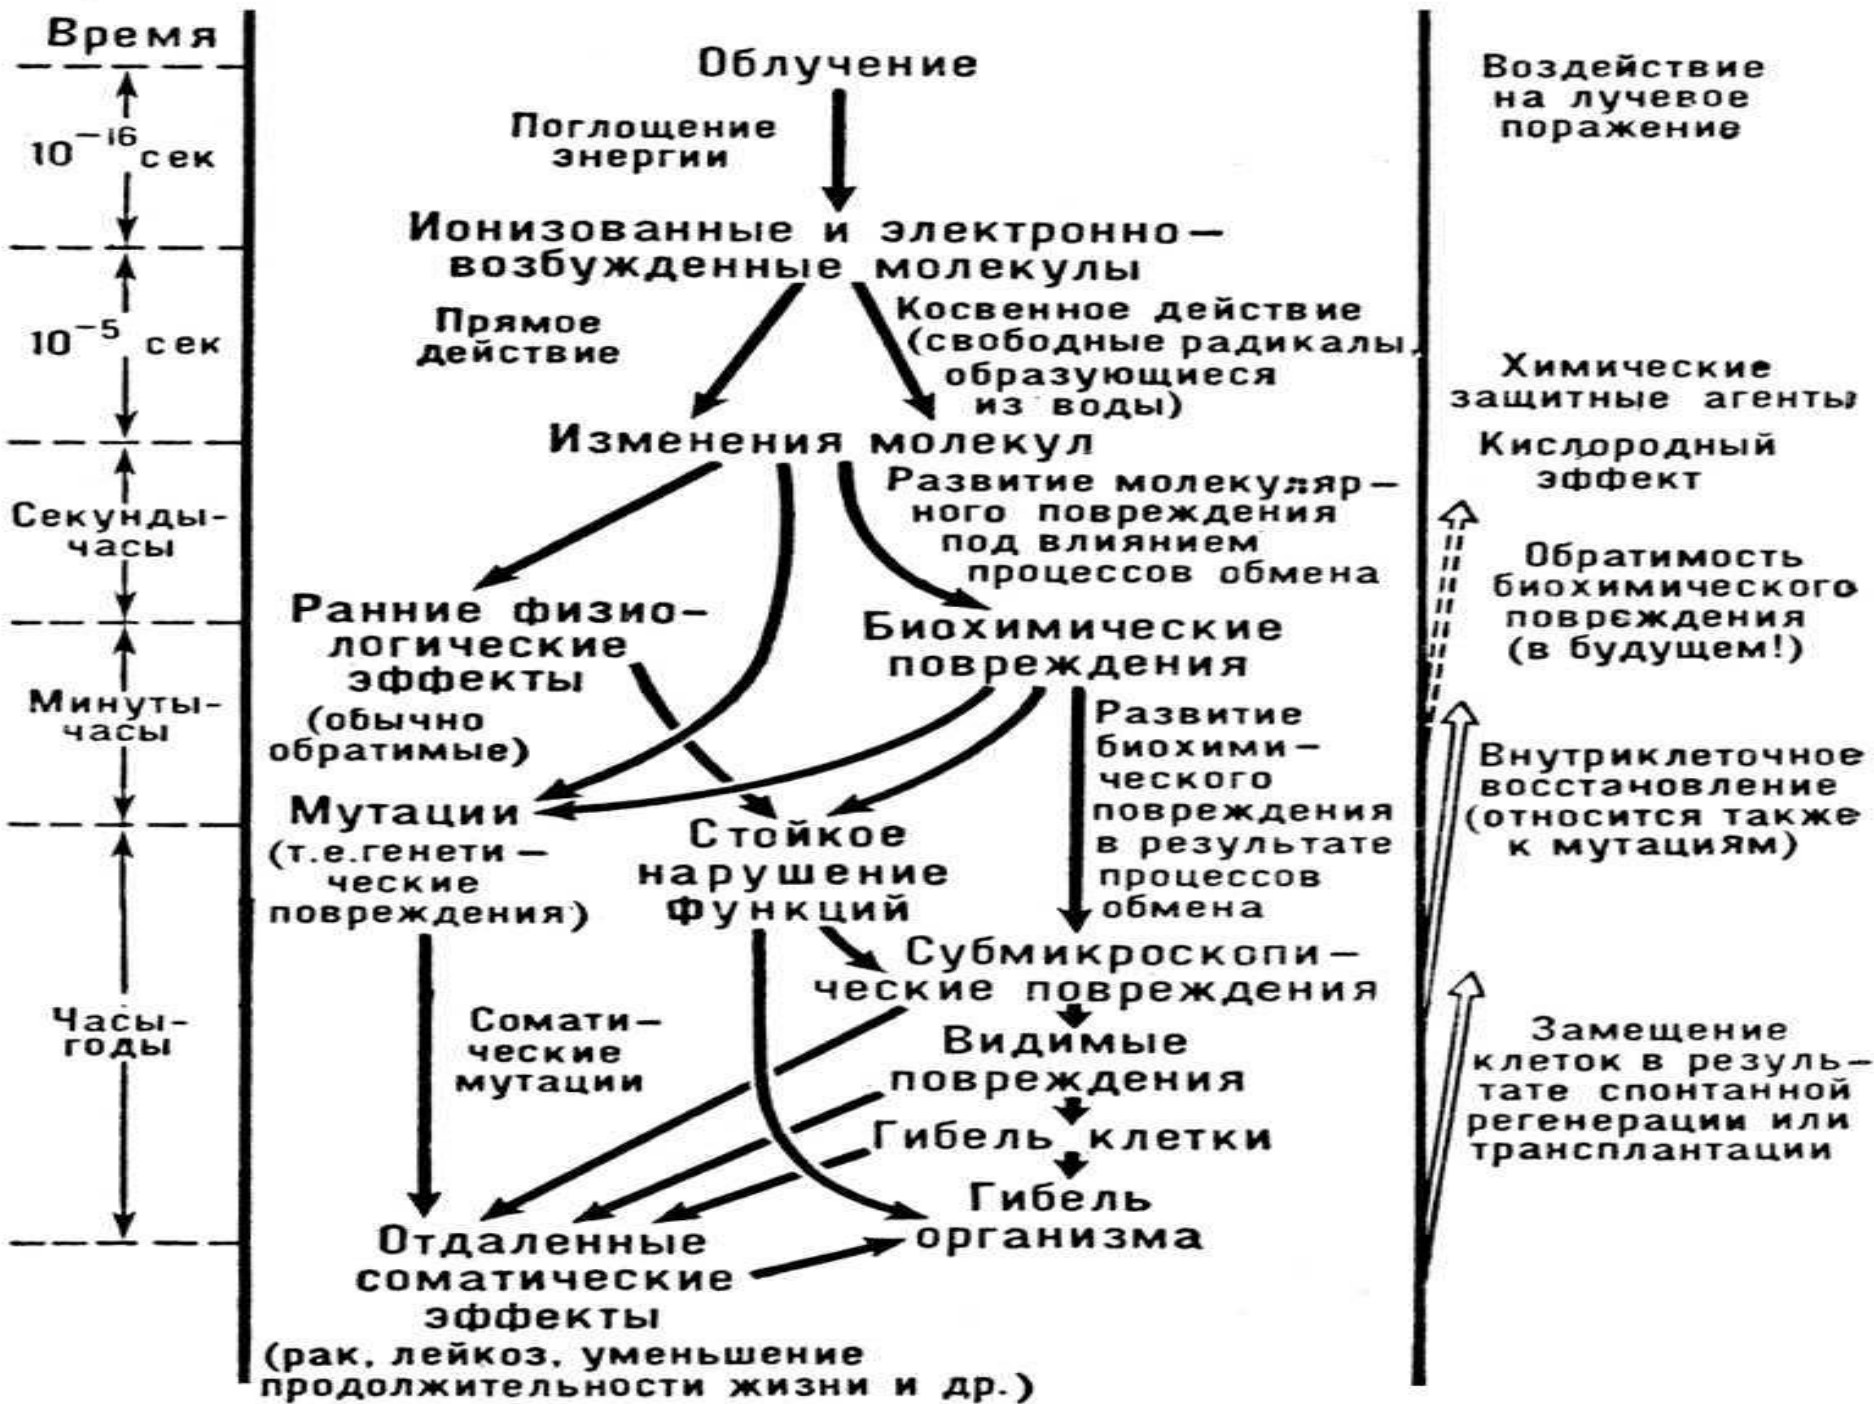 Время
10⁻¹⁶ сек
10⁻⁵ сек
Секунды-
часы
Минуты-
часы
Часы-
годы
Облучение
Поглощение
энергии
Ионизованные и электронно—
возбужденные молекулы
Прямое
действие
Косвенное действие
(свободные радикалы,
образующиеся
из воды)
Изменения молекул
Развитие молекуляр—
ного повреждения
под влиянием
процессов обмена
Ранние физио—
логические
эффекты
(обычно
обратимые)
Биохимические
повреждения
Развитие
биохими—
ческого
повреждения
в результате
процессов
обмена
Мутации
(т.е.генети—
ческие
повреждения)
Стойкое
нарушение
функций
Субмикроскопи—
ческие повреждения
Сомати—
ческие
мутации
Видимые
повреждения
Гибель клетки
Гибель
организма
Отдаленные
соматические
эффекты
(рак, лейкоз, уменьшение
продолжительности жизни и др.)
Воздействие
на лучевое
поражение
Химические
защитные агенты
Кислородный
эффект
Обратимость
биохимического
повреждения
(в будущем!)
Внутриклеточное
восстановление
(относится также
к мутациям)
Замещение
клеток в резуль—
тате спонтанной
регенерации или
трансплантации